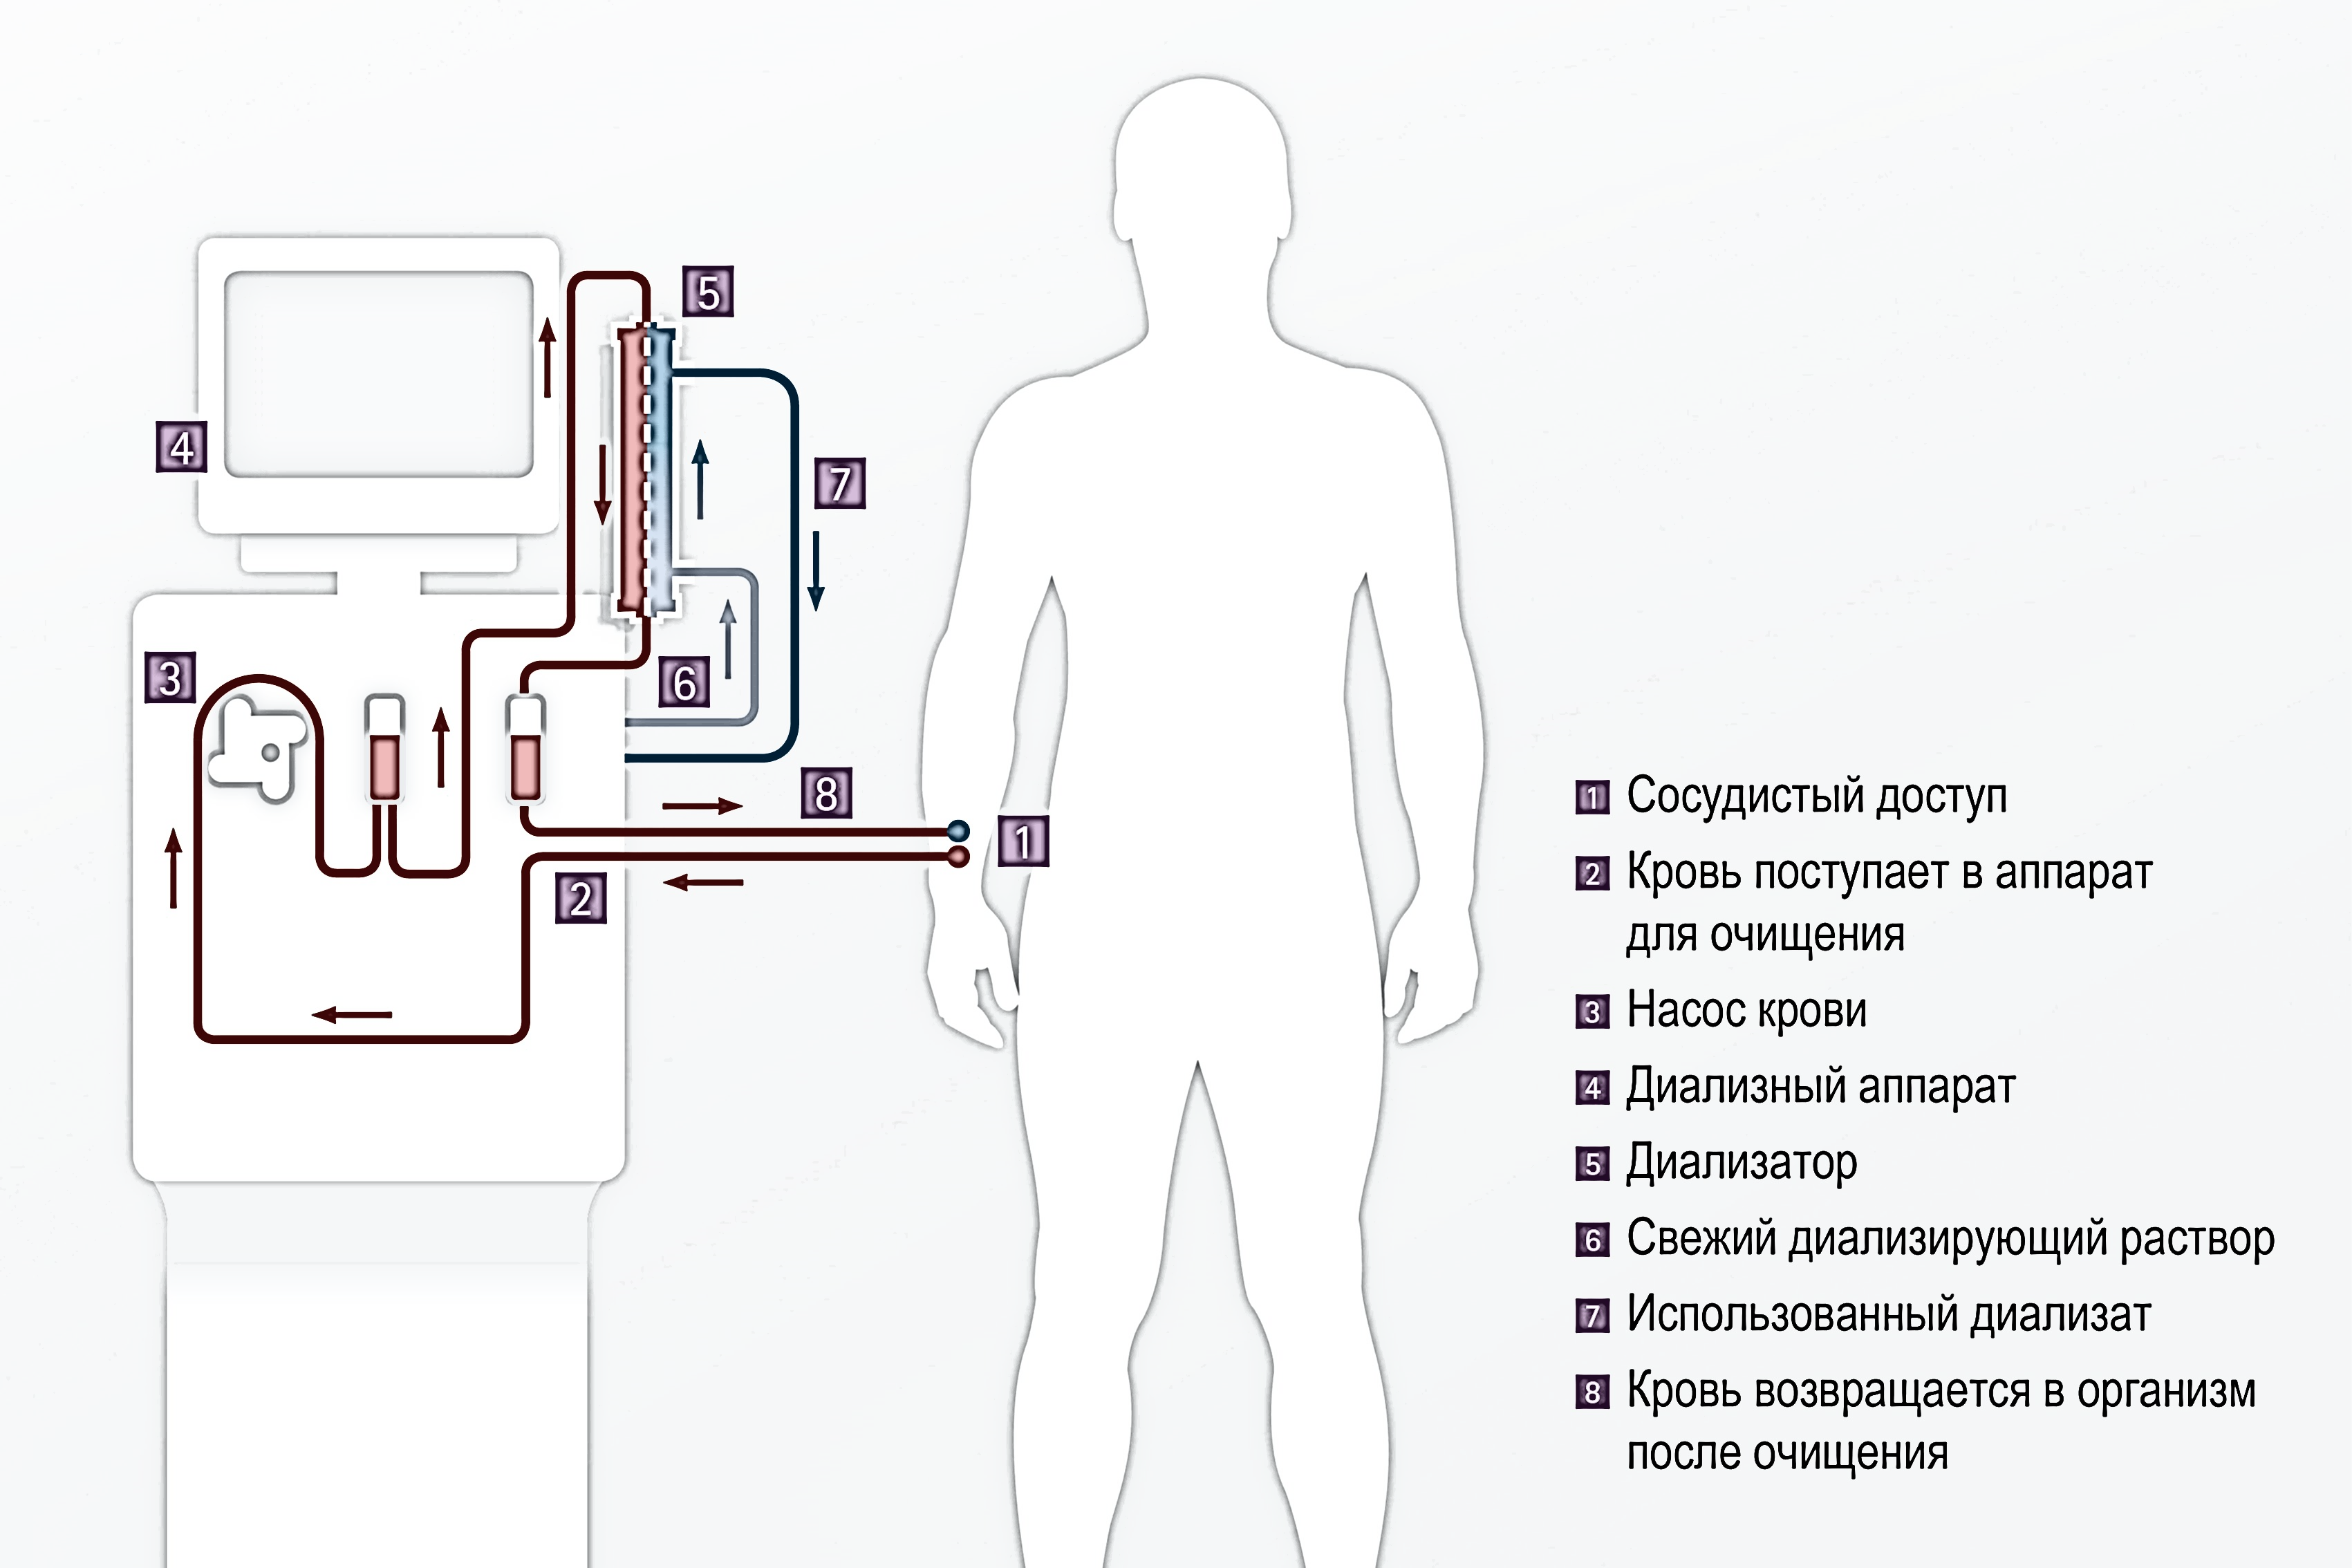 5
4
7
3
6
8
1
2
1 Сосудистый доступ
2 Кровь поступает в аппарат
для очищения
3 Насос крови
4 Диализный аппарат
5 Диализатор
6 Свежий диализирующий раствор
7 Использованный диализат
8 Кровь возвращается в организм
после очищения